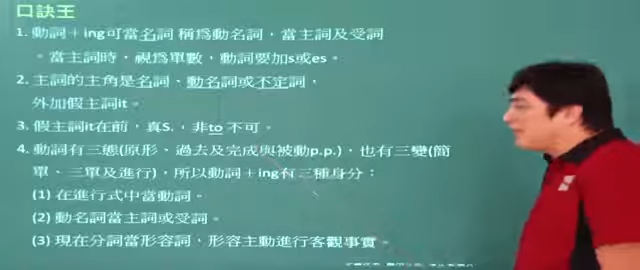 口訣王
1. 動詞＋ing可當名詞 稱為動名詞，當主詞及受詞
。當主詞時，視為單數，動詞要加s或es。
2. 主詞的主角是名詞、動名詞或不定詞，
外加假主詞it。
3. 假主詞it在前，真S.，非to 不可。
4. 動詞有三態(原形、過去及完成與被動p.p.)，也有三變(簡
單、三單及進行)，所以動詞＋ing有三種身分：
(1) 在進行式中當動詞。
(2) 動名詞當主詞或受詞。
(3) 現在分詞當形容詞，形容主動進行客觀事實。